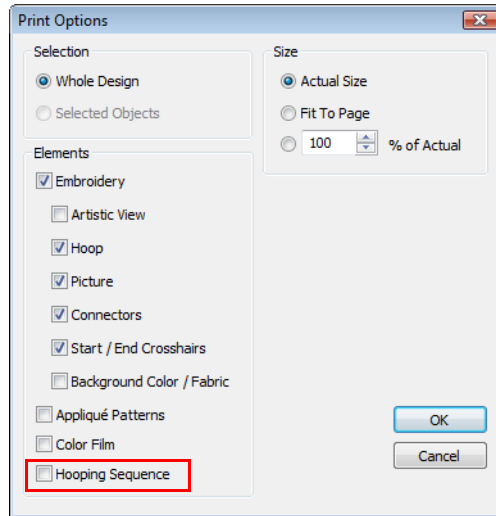 Print Options
Selection
Whole Design
Selected Objects
Elements
Embroidery
Artistic View
Hoop
Picture
Connectors
Start / End Crosshairs
Background Color / Fabric
Appliqué Patterns
Color Film
Hooping Sequence
Size
Actual Size
Fit To Page
100 % of Actual
OK
Cancel